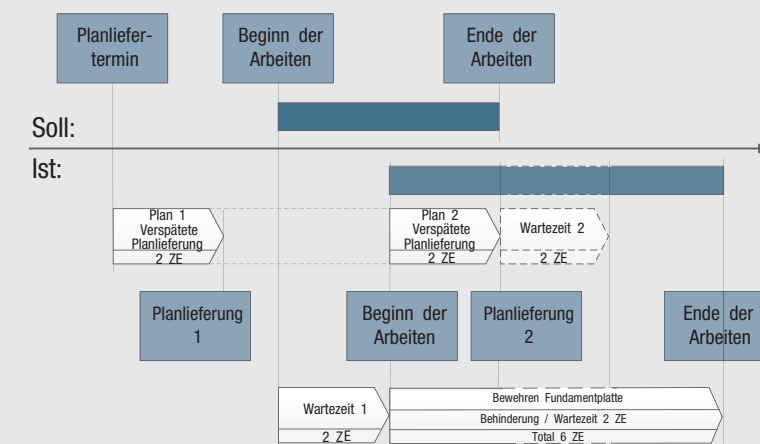 Planliefer-
termin
Beginn der
Arbeiten
Ende der
Arbeiten
Soll:
Ist:
Plan 1
Verspätete
Planlieferung
2 ZE
Plan 2
Verspätete
Planlieferung
2 ZE
Wartezeit 2
2 ZE
Planlieferung
1
Beginn der
Arbeiten
Planlieferung
2
Ende der
Arbeiten
Wartezeit 1
2 ZE
Bewehren Fundamentplatte
Behinderung / Wartezeit 2 ZE
Total 6 ZE